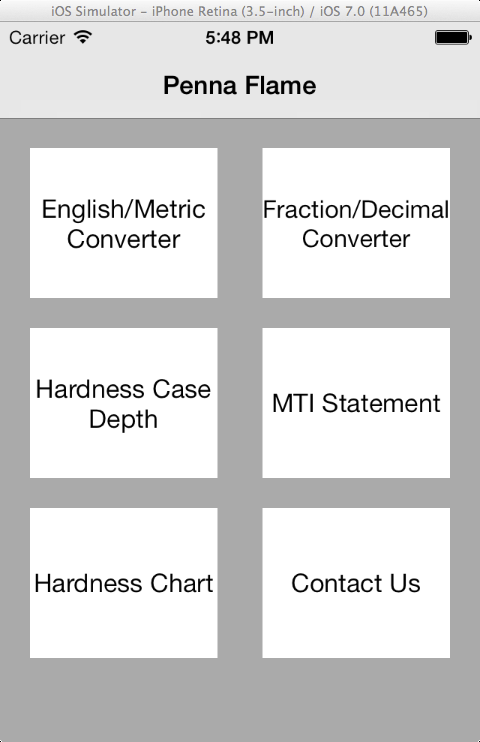 iOS Simulator - iPhone Retina (3.5-inch) / iOS 7.0 (11A465)
Carrier 5:48 PM
Penna Flame
English/Metric
Converter
Fraction/Decimal
Converter
Hardness Case
Depth
MTI Statement
Hardness Chart
Contact Us